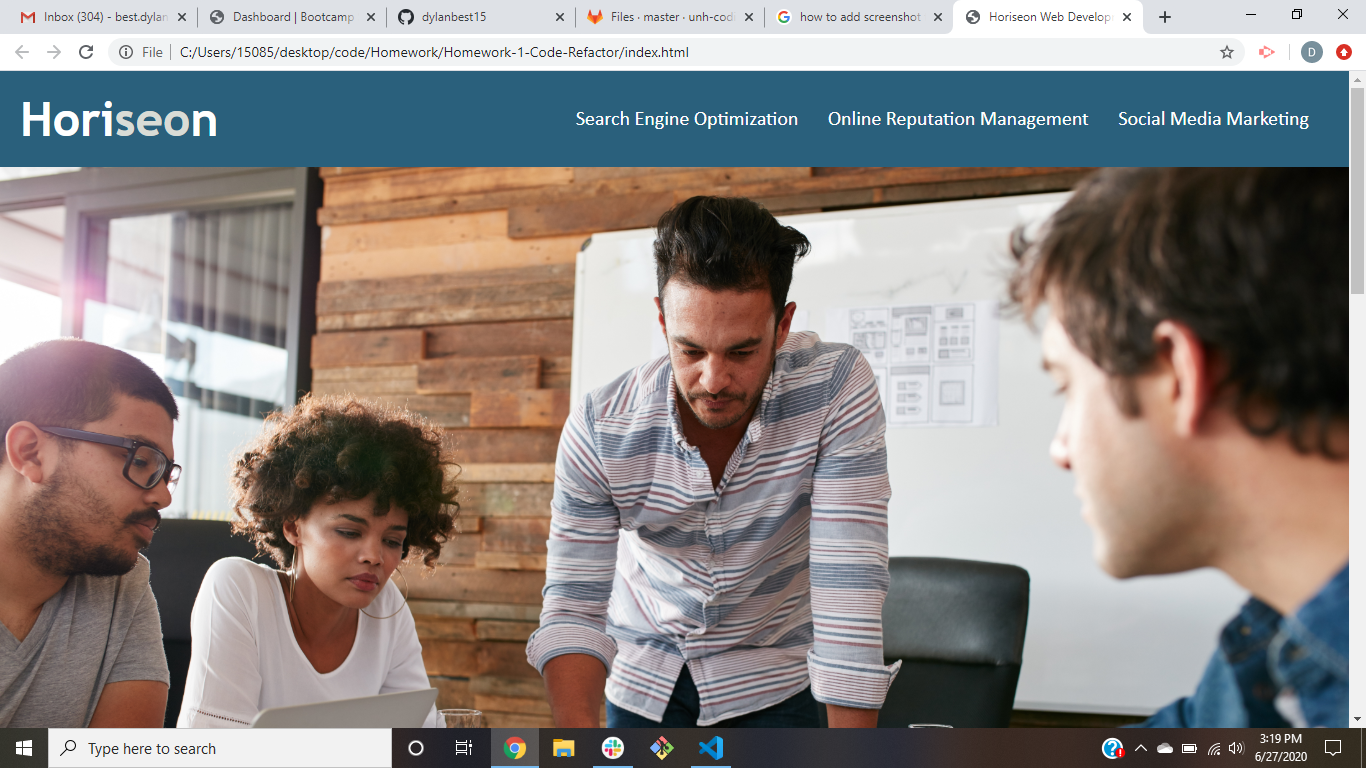 Inbox (304) - best.dylan
Dashboard | Bootcamp
dylanbest15
Files · master · unh-cod
how to add screenshot
Horiseon Web Develop
File
C:/Users/15085/desktop/code/Homework/Homework-1-Code-Refactor/index.html
D
Horiseon
Search Engine Optimization
Online Reputation Management
Social Media Marketing
Type here to search
3:19 PM
6/27/2020